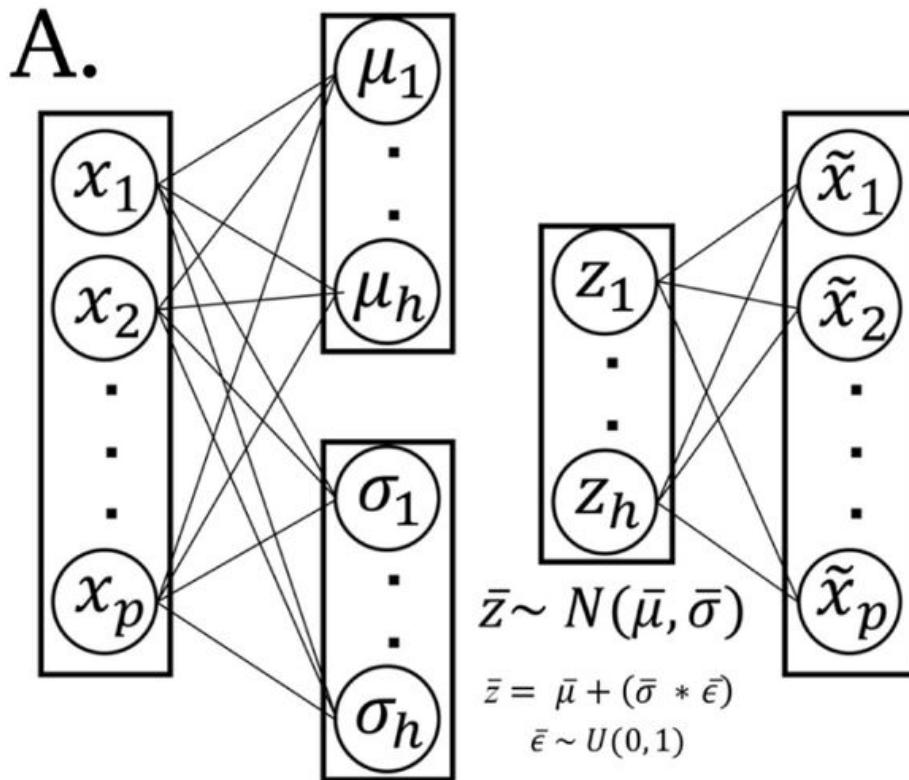 A.
x₁
x₂
.
.
.
xₚ
μ₁
.
.
μₕ
σ₁
.
.
σₕ
z₁
.
.
zₕ
z̄~ N(μ̄, σ̄)
z̄ = μ̄ + (σ̄ * ϵ̄)
ϵ̄ ~ U(0,1)
x̃₁
x̃₂
.
.
.
x̃ₚ